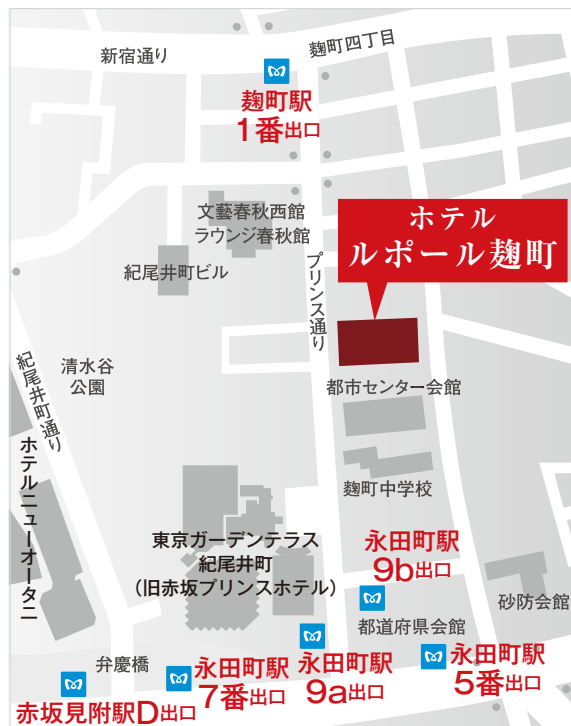 新宿通り
麹町四丁目
麹町駅
1番出口
文藝春秋西館
ラウンジ春秋館
ホテル
ルポール麹町
紀尾井町ビル
プリンス通り
清水谷
公園
紀尾井町通り
都市センター会館
ホテルニューオータニ
麹町中学校
東京ガーデンテラス
紀尾井町
（旧赤坂プリンスホテル）
永田町駅
9b出口
砂防会館
都道府県会館
弁慶橋
赤坂見附駅D出口
永田町駅
7番出口
永田町駅
9a出口
永田町駅
5番出口